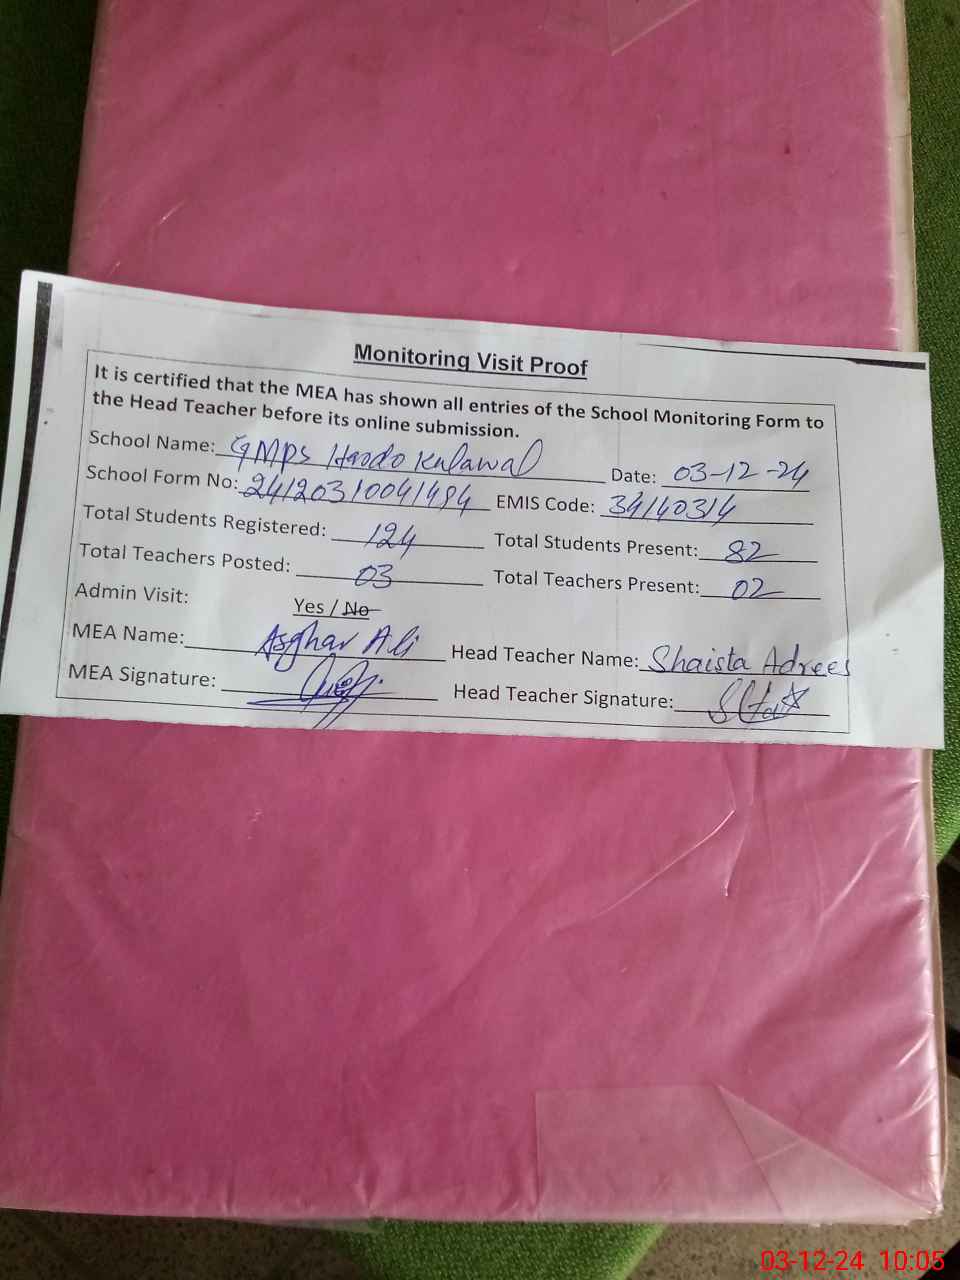 Monitoring Visit Proof
It is certified that the MEA has shown all entries of the School Monitoring Form to
the Head Teacher before its online submission.
School Name: GMPS Hardo Kulawal Date: 03-12-24
School Form No: 24120310041494 EMIS Code: 34140314
Total Students Registered: 124 Total Students Present: 82
Total Teachers Posted: 03 Total Teachers Present: 02
Admin Visit: Yes / No
MEA Name: Asghar Ali Head Teacher Name: Shaista Adrees
MEA Signature: Head Teacher Signature:
03-12-24 10:05